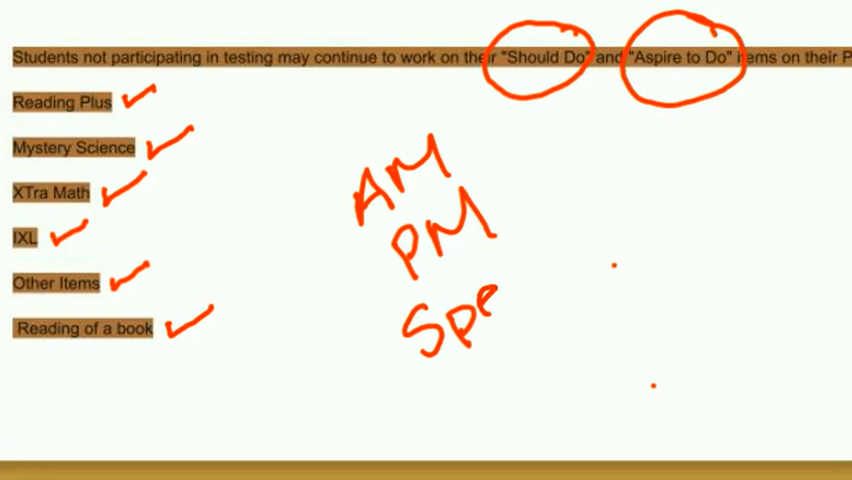 Students not participating in testing may continue to work on their "Should Do" and "Aspire to Do" items on their P
Reading Plus
Mystery Science
XTra Math
IXL
Other Items
Reading of a book
AM
PM
Spe